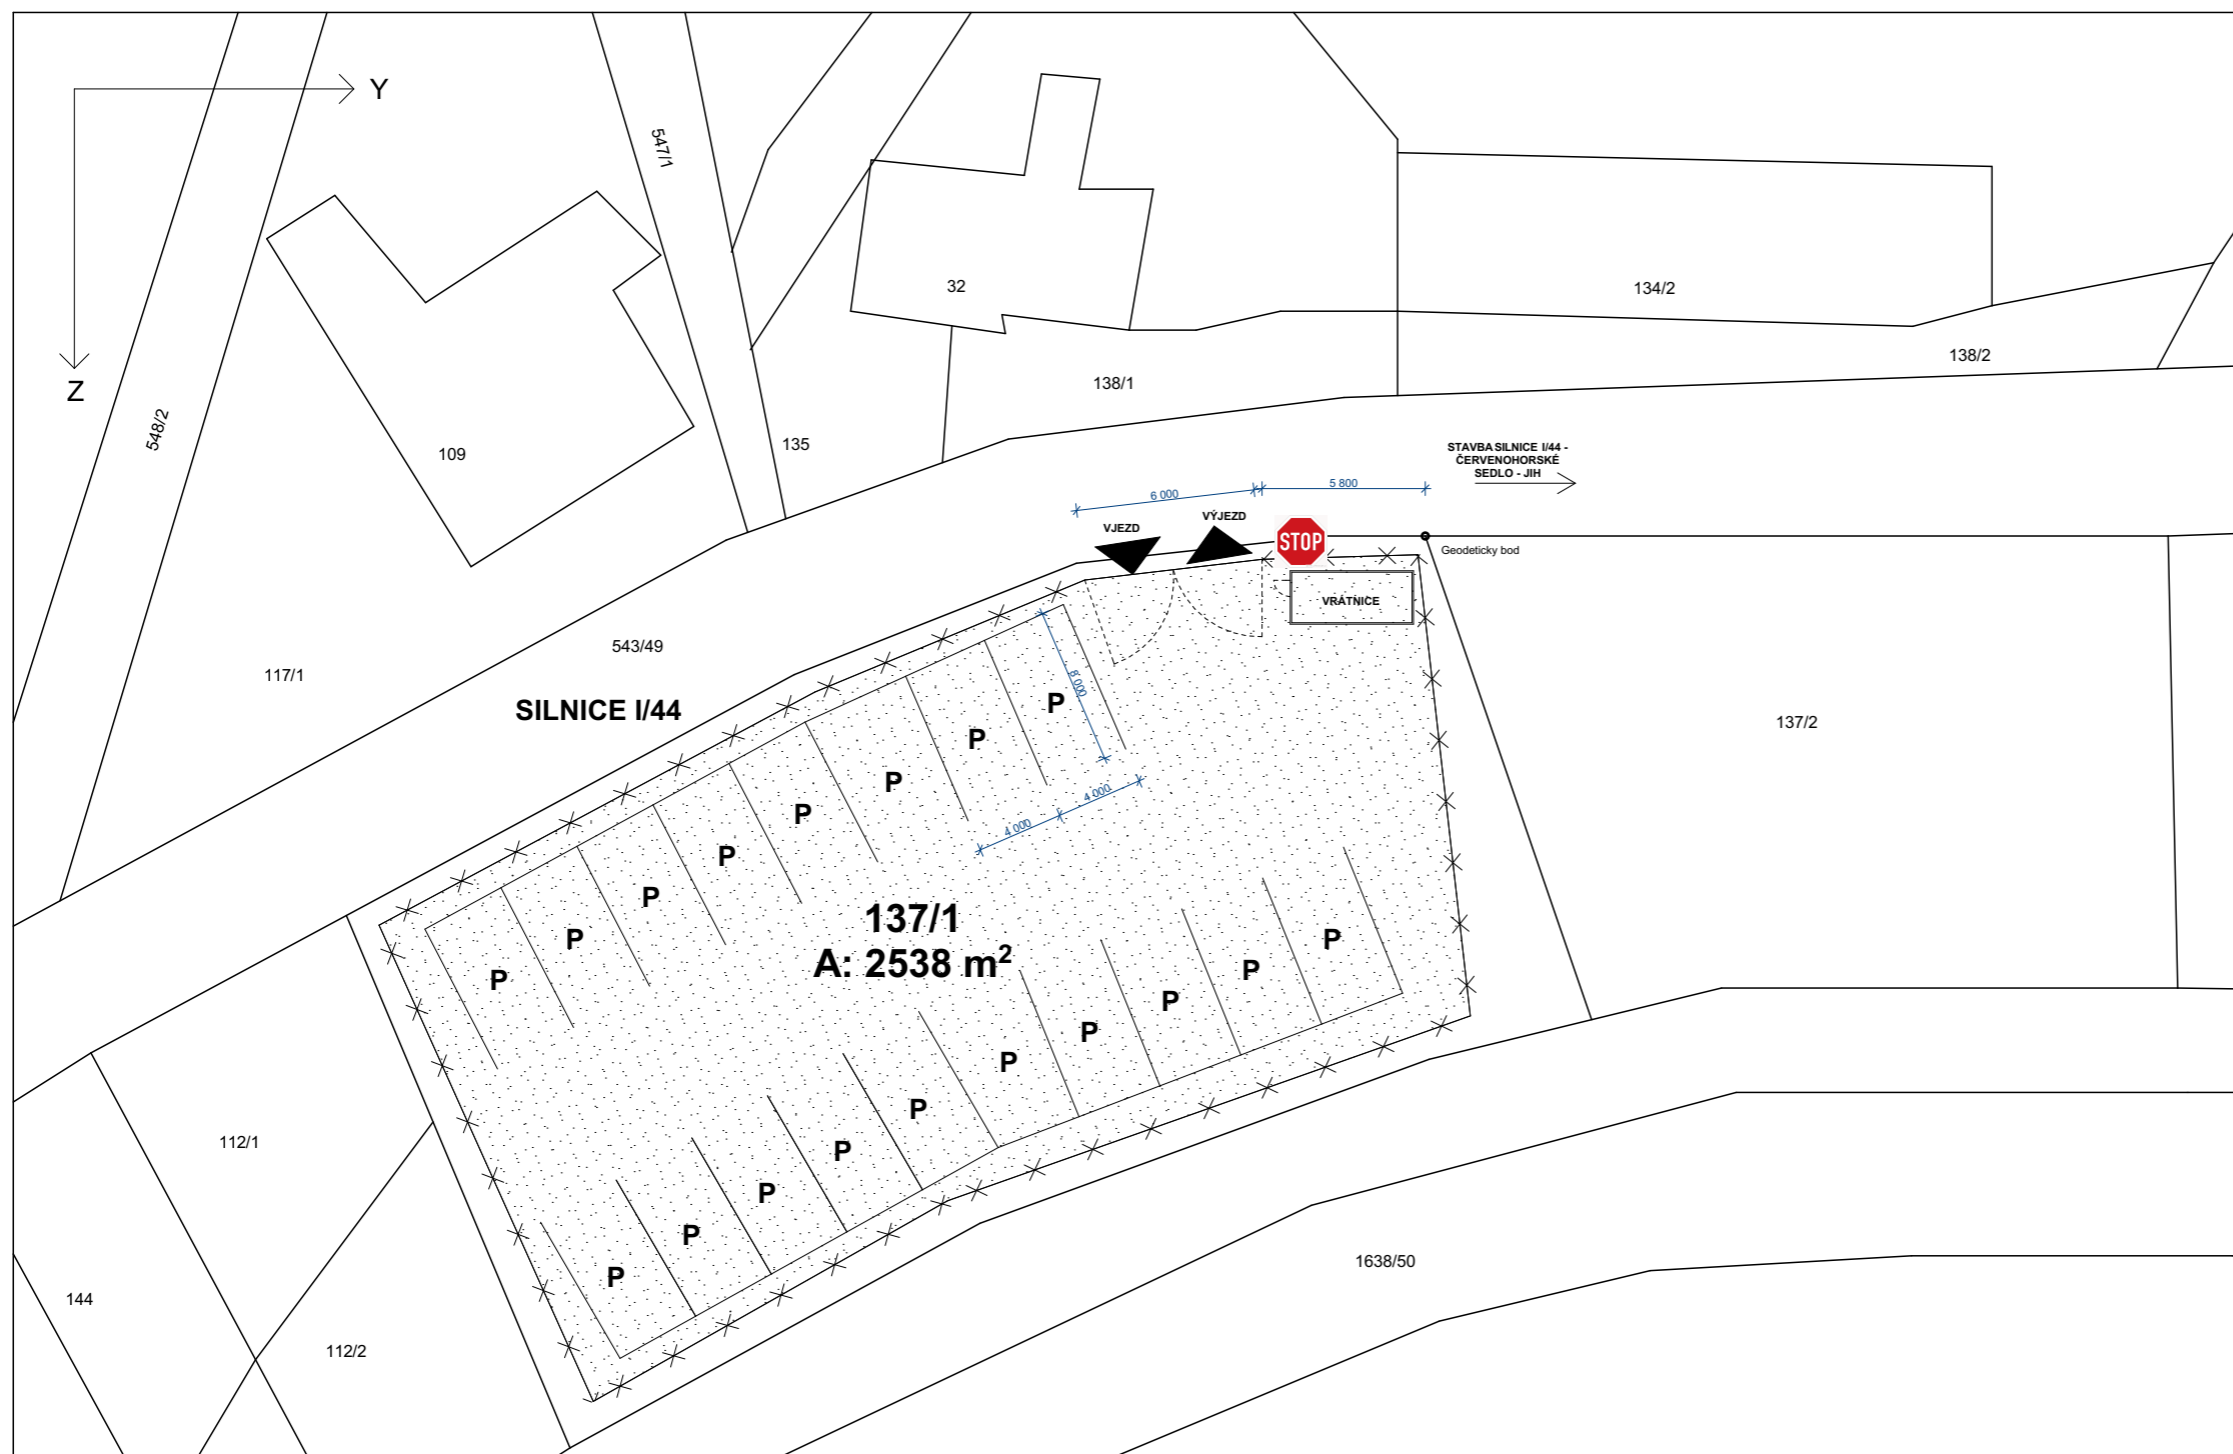 Y
Z
547/1
548/2
109
32
134/2
138/2
138/1
135
STAVBA SILNICE I/44 -
ČERVENOHORSKÉ
SEDLO - JIH
6 000
5 800
VJEZD
VÝJEZD
STOP
Geodeticky bod
VRÁTNICE
543/49
117/1
SILNICE I/44
137/2
8 000
4 000
4 000
P
P
P
P
P
P
P
P
137/1
A: 2538 m²
P
P
P
P
P
P
P
P
P
P
112/1
112/2
144
1638/50